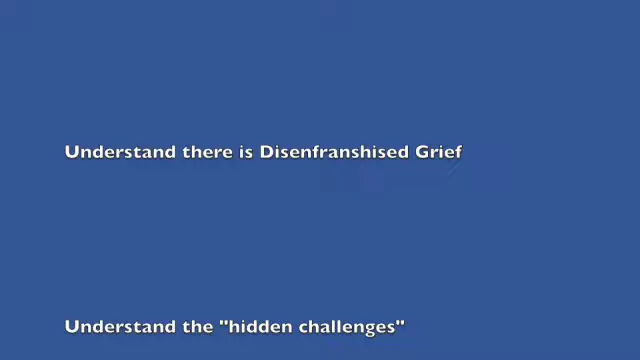 Understand there is Disenfranshised Grief
Understand the "hidden challenges"